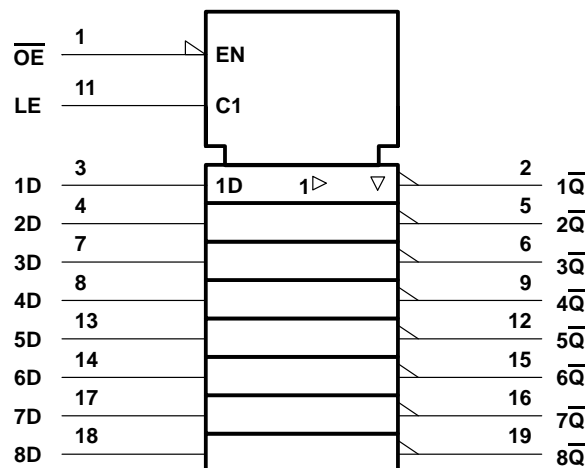 1
O̅E̅ EN
11
LE C1
3 2
1D 1D 1 1Q̅
4 5
2D 2Q̅
7 6
3D 3Q̅
8 9
4D 4Q̅
13 12
5D 5Q̅
14 15
6D 6Q̅
17 16
7D 7Q̅
18 19
8D 8Q̅